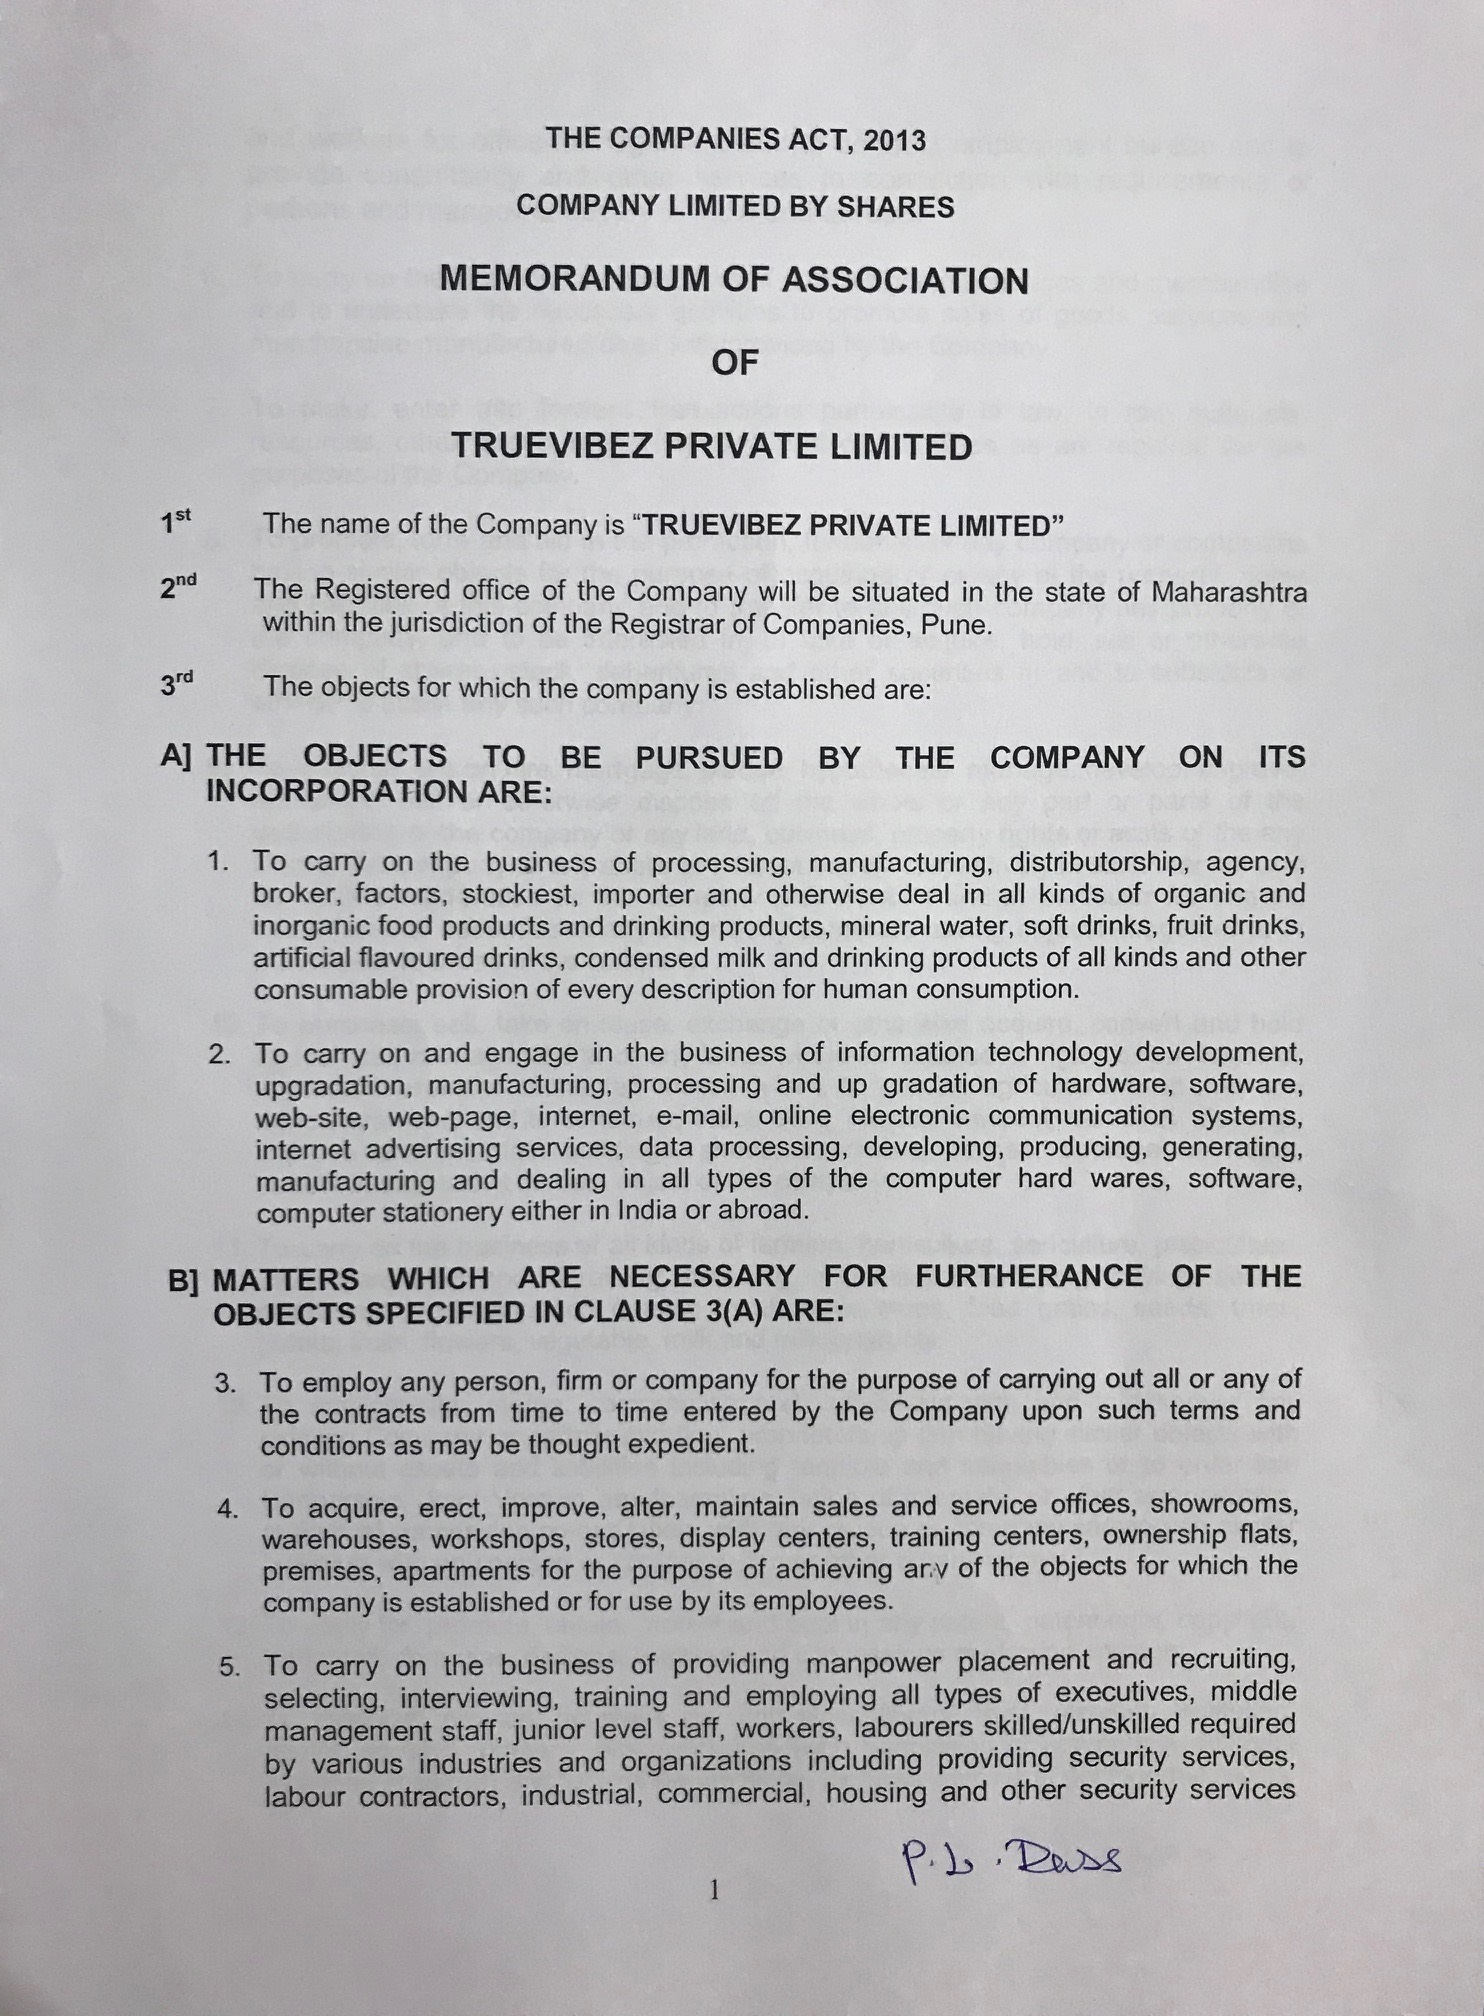 THE COMPANIES ACT, 2013
COMPANY LIMITED BY SHARES
MEMORANDUM OF ASSOCIATION
OF
TRUEVIBEZ PRIVATE LIMITED
1st The name of the Company is “TRUEVIBEZ PRIVATE LIMITED”
2nd The Registered office of the Company will be situated in the state of Maharashtra
within the jurisdiction of the Registrar of Companies, Pune.
3rd The objects for which the company is established are:
A] THE OBJECTS TO BE PURSUED BY THE COMPANY ON ITS
INCORPORATION ARE:
1. To carry on the business of processing, manufacturing, distributorship, agency,
broker, factors, stockiest, importer and otherwise deal in all kinds of organic and
inorganic food products and drinking products, mineral water, soft drinks, fruit drinks,
artificial flavoured drinks, condensed milk and drinking products of all kinds and other
consumable provision of every description for human consumption.
2. To carry on and engage in the business of information technology development,
upgradation, manufacturing, processing and up gradation of hardware, software,
web-site, web-page, internet, e-mail, online electronic communication systems,
internet advertising services, data processing, developing, producing, generating,
manufacturing and dealing in all types of the computer hard wares, software,
computer stationery either in India or abroad.
B] MATTERS WHICH ARE NECESSARY FOR FURTHERANCE OF THE
OBJECTS SPECIFIED IN CLAUSE 3(A) ARE:
3. To employ any person, firm or company for the purpose of carrying out all or any of
the contracts from time to time entered by the Company upon such terms and
conditions as may be thought expedient.
4. To acquire, erect, improve, alter, maintain sales and service offices, showrooms,
warehouses, workshops, stores, display centers, training centers, ownership flats,
premises, apartments for the purpose of achieving any of the objects for which the
company is established or for use by its employees.
5. To carry on the business of providing manpower placement and recruiting,
selecting, interviewing, training and employing all types of executives, middle
management staff, junior level staff, workers, labourers skilled/unskilled required
by various industries and organizations including providing security services,
labour contractors, industrial, commercial, housing and other security services
P. L. Dass
1